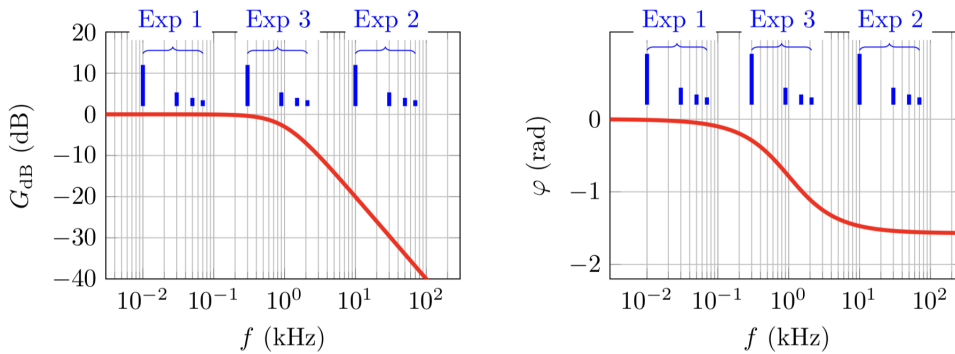 Exp 1 Exp 3 Exp 2
20
10
0
−10
−20
−30
−40
G_dB (dB)
10^−2 10^−1 10^0 10^1 10^2
f (kHz)
Exp 1 Exp 3 Exp 2
0
−1
−2
φ (rad)
10^−2 10^−1 10^0 10^1 10^2
f (kHz)